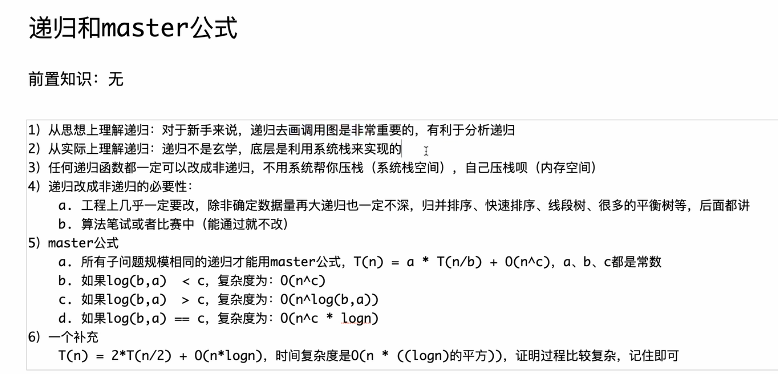 递归和master公式
前置知识：无
1）从思想上理解递归：对于新手来说，递归去画调用图是非常重要的，有利于分析递归
2）从实际上理解递归：递归不是玄学，底层是利用系统栈来实现的
3）任何递归函数都一定可以改成非递归，不用系统帮你压栈（系统栈空间），自己压栈呗（内存空间）
4）递归改成非递归的必要性：
a. 工程上几乎一定要改，除非确定数据量再大递归也一定不深，归并排序、快速排序、线段树、很多的平衡树等，后面都讲
b. 算法笔试或者比赛中（能通过就不改）
5）master公式
a. 所有子问题规模相同的递归才能用master公式，T(n) = a * T(n/b) + O(n^c)，a、b、c都是常数
b. 如果log(b,a) < c，复杂度为：O(n^c)
c. 如果log(b,a) > c，复杂度为：O(n^log(b,a))
d. 如果log(b,a) == c，复杂度为：O(n^c * logn)
6）一个补充
T(n) = 2*T(n/2) + O(n*logn)，时间复杂度是O(n * ((logn)的平方))，证明过程比较复杂，记住即可